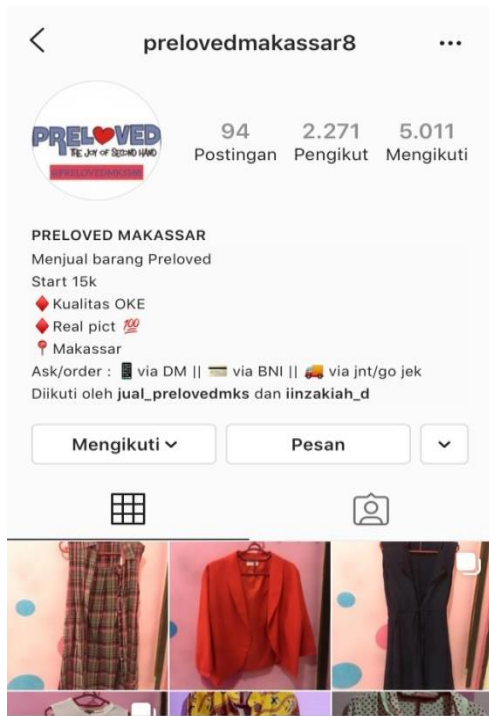 prelovedmakassar8
PRELOVED
THE JOY OF SECOND HAND
@PRELOVEDMKS8
94 2.271 5.011
Postingan Pengikut Mengikuti
PRELOVED MAKASSAR
Menjual barang Preloved
Start 15k
♦️Kualitas OKE
♦️Real pict 💯
📍Makassar
Ask/order : 📱via DM || 💳 via BNI || 🚚 via jnt/go jek
Diikuti oleh jual_prelovedmks dan iinzakiah_d
Mengikuti Pesan